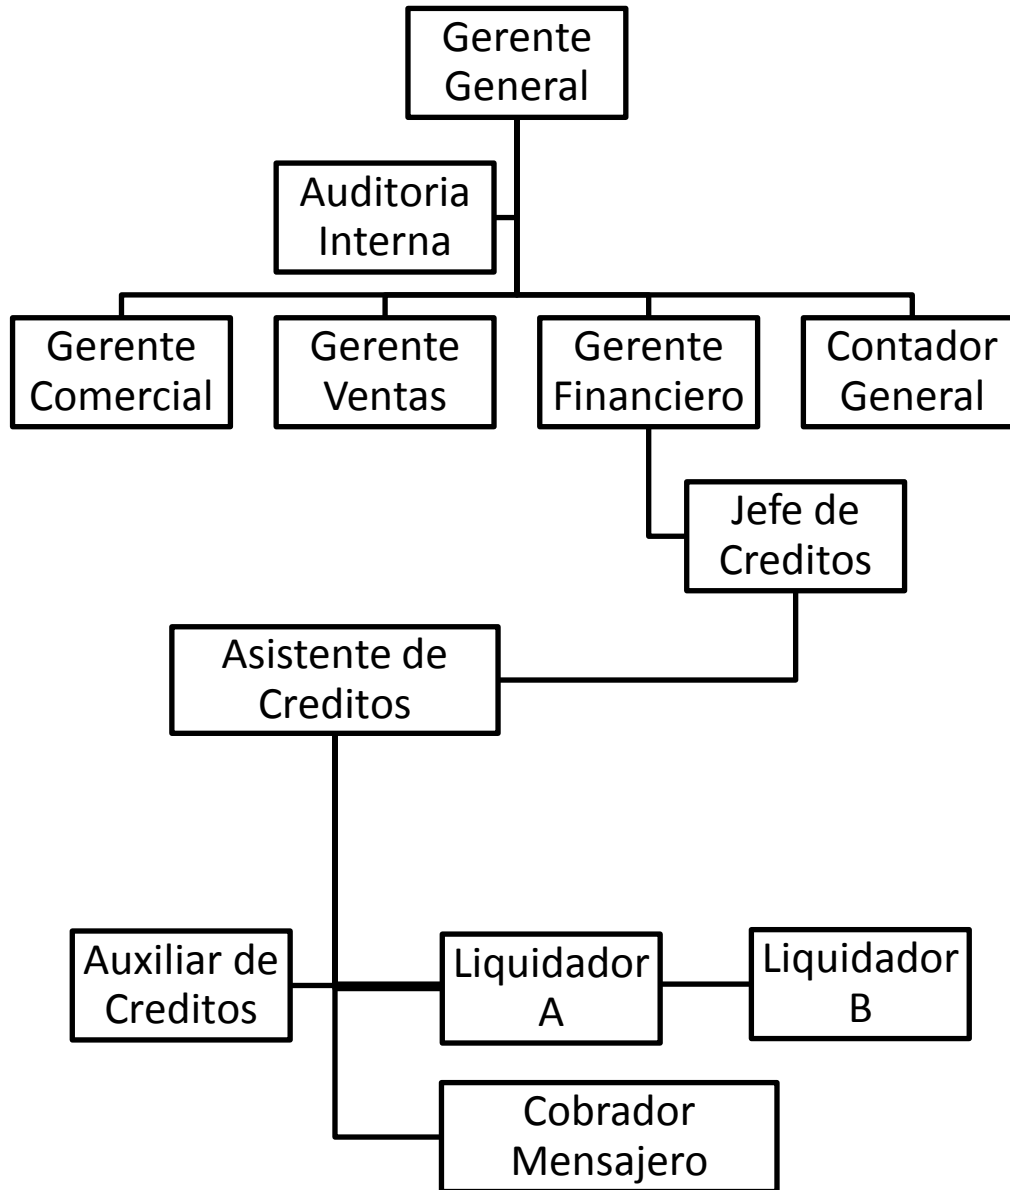 Gerente
General
Auditoria
Interna
Gerente
Comercial
Gerente
Ventas
Gerente
Financiero
Contador
General
Jefe de
Creditos
Asistente de
Creditos
Auxiliar de
Creditos
Liquidador
A
Liquidador
B
Cobrador
Mensajero